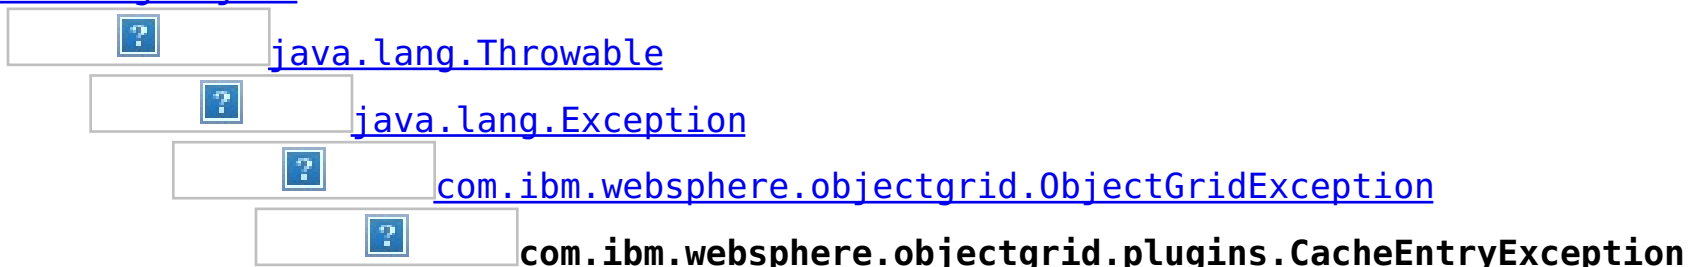 java.lang.Throwable
java.lang.Exception
com.ibm.websphere.objectgrid.ObjectGridException
com.ibm.websphere.objectgrid.plugins.CacheEntryException